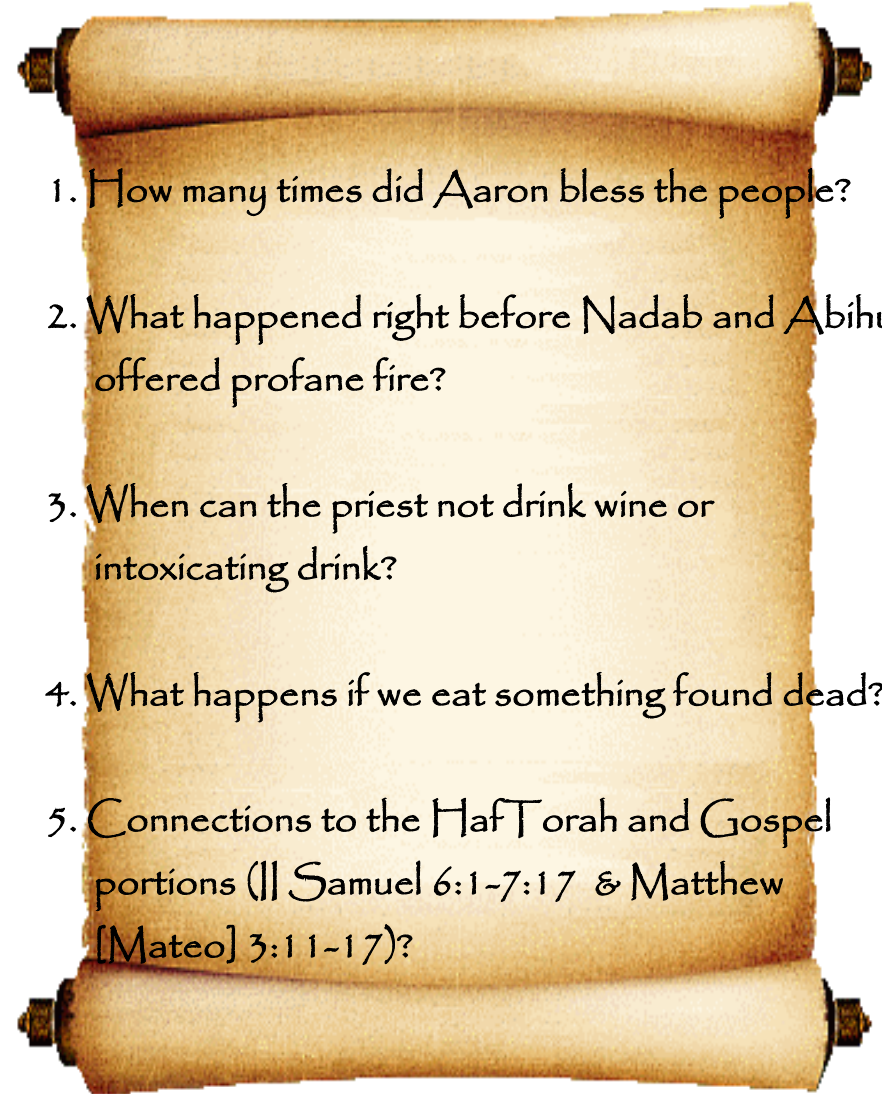 1. How many times did Aaron bless the people?
2. What happened right before Nadab and Abihu
offered profane fire?
3. When can the priest not drink wine or
intoxicating drink?
4. What happens if we eat something found dead?
5. Connections to the HafTorah and Gospel
portions (II Samuel 6:1-7:17 & Matthew
[Mateo] 3:11-17)?